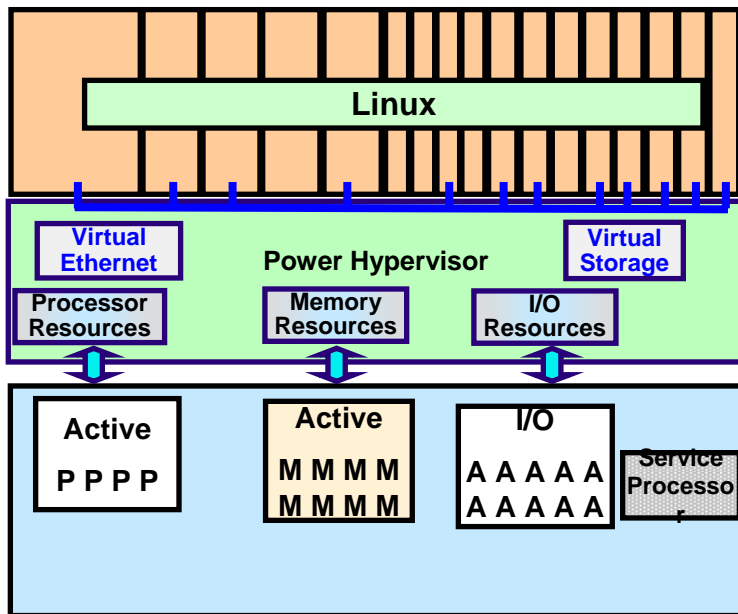 Linux
Virtual
Ethernet
Power Hypervisor
Virtual
Storage
Processor
Resources
Memory
Resources
I/O
Resources
Active
P P P P
Active
M M M M
M M M M
I/O
A A A A A
A A A A A
Service
Processo
r